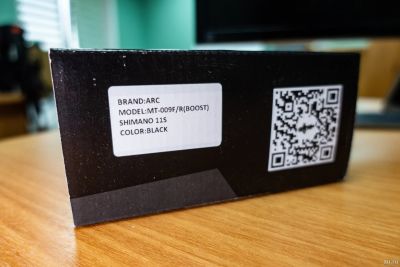 BRAND:ARC
MODEL:MT-009F/R(BOOST)
SHIMANO 11S
COLOR:BLACK